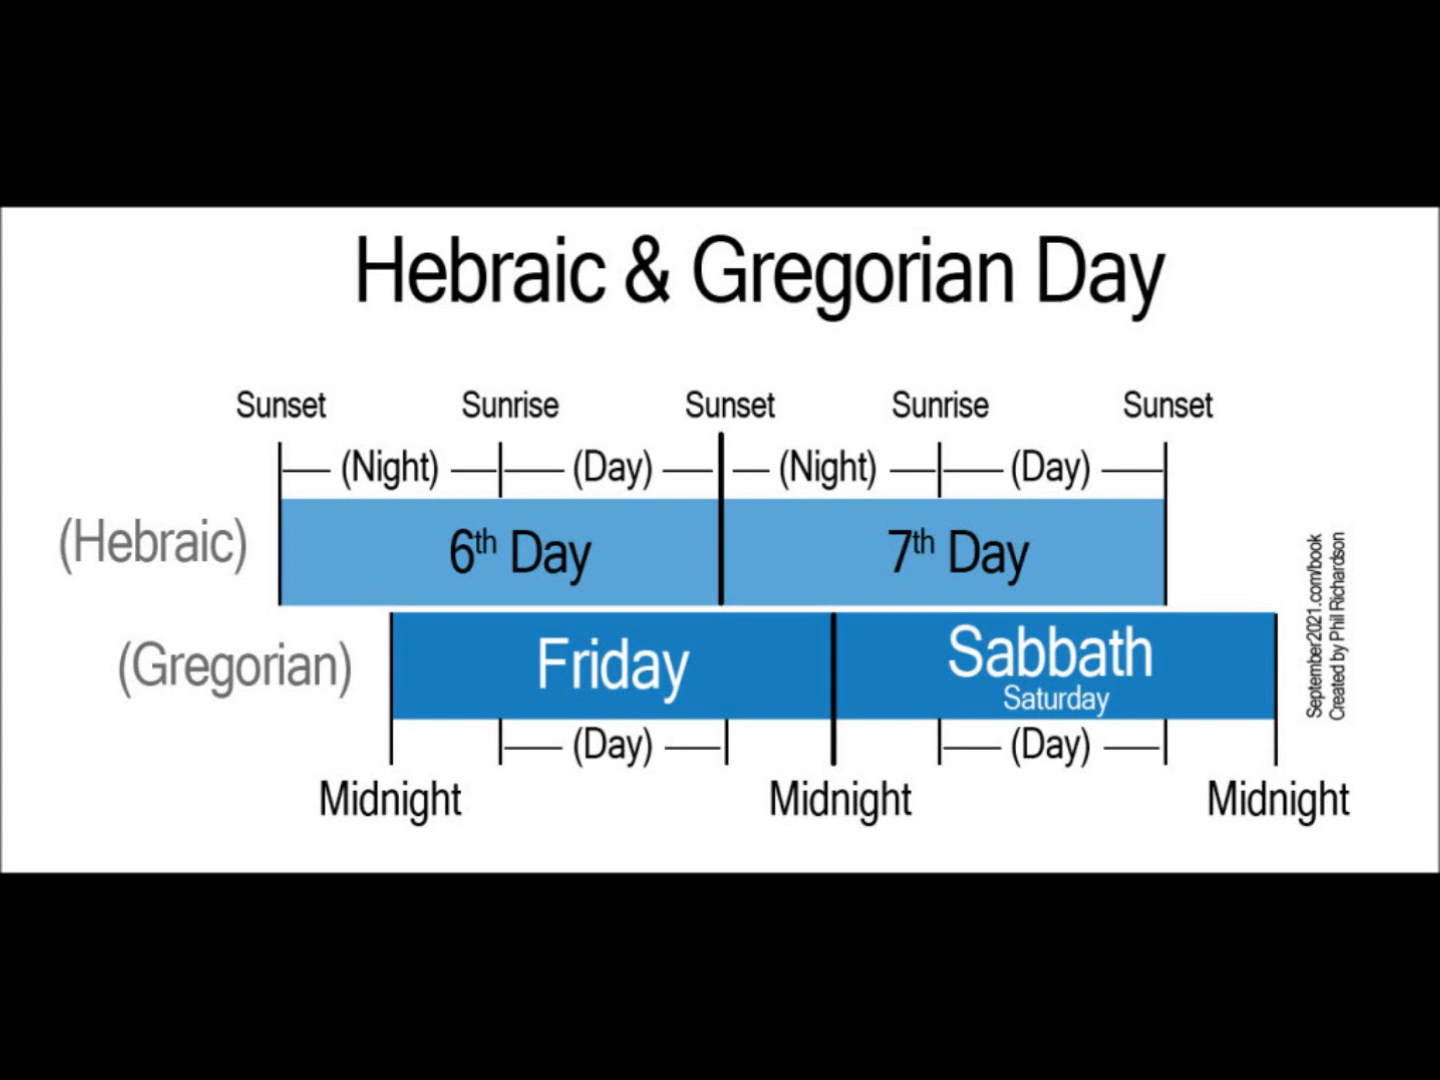 Hebraic & Gregorian Day
Sunset Sunrise Sunset Sunrise Sunset
(Night) (Day) (Night) (Day)
(Hebraic) 6th Day 7th Day
(Gregorian) Friday Sabbath
Saturday
(Day) (Day)
Midnight Midnight Midnight
September2021.com/book
Created by Phil Richardson